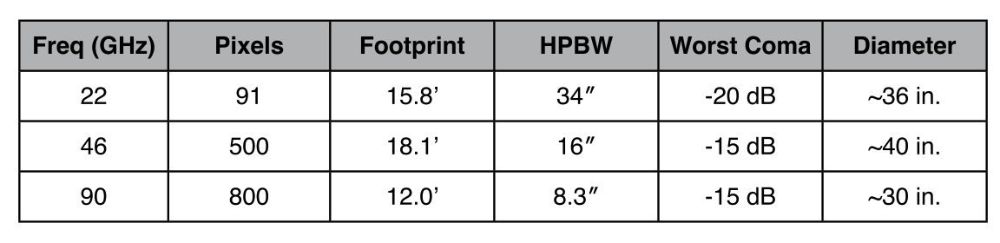 Freq (GHz) Pixels Footprint HPBW Worst Coma Diameter
22 91 15.8’ 34″ -20 dB ~36 in.
46 500 18.1’ 16″ -15 dB ~40 in.
90 800 12.0’ 8.3″ -15 dB ~30 in.